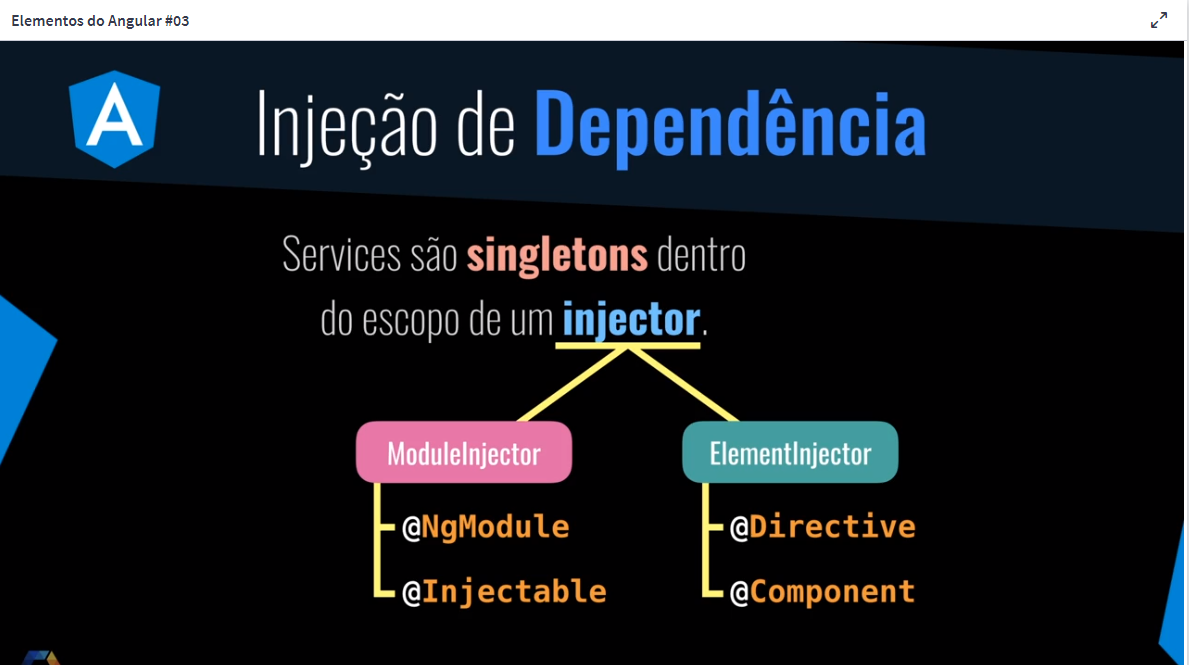 Elementos do Angular #03
A
Injeção de Dependência
Services são singletons dentro
do escopo de um injector.
ModuleInjector ElementInjector
@NgModule @Directive
@Injectable @Component